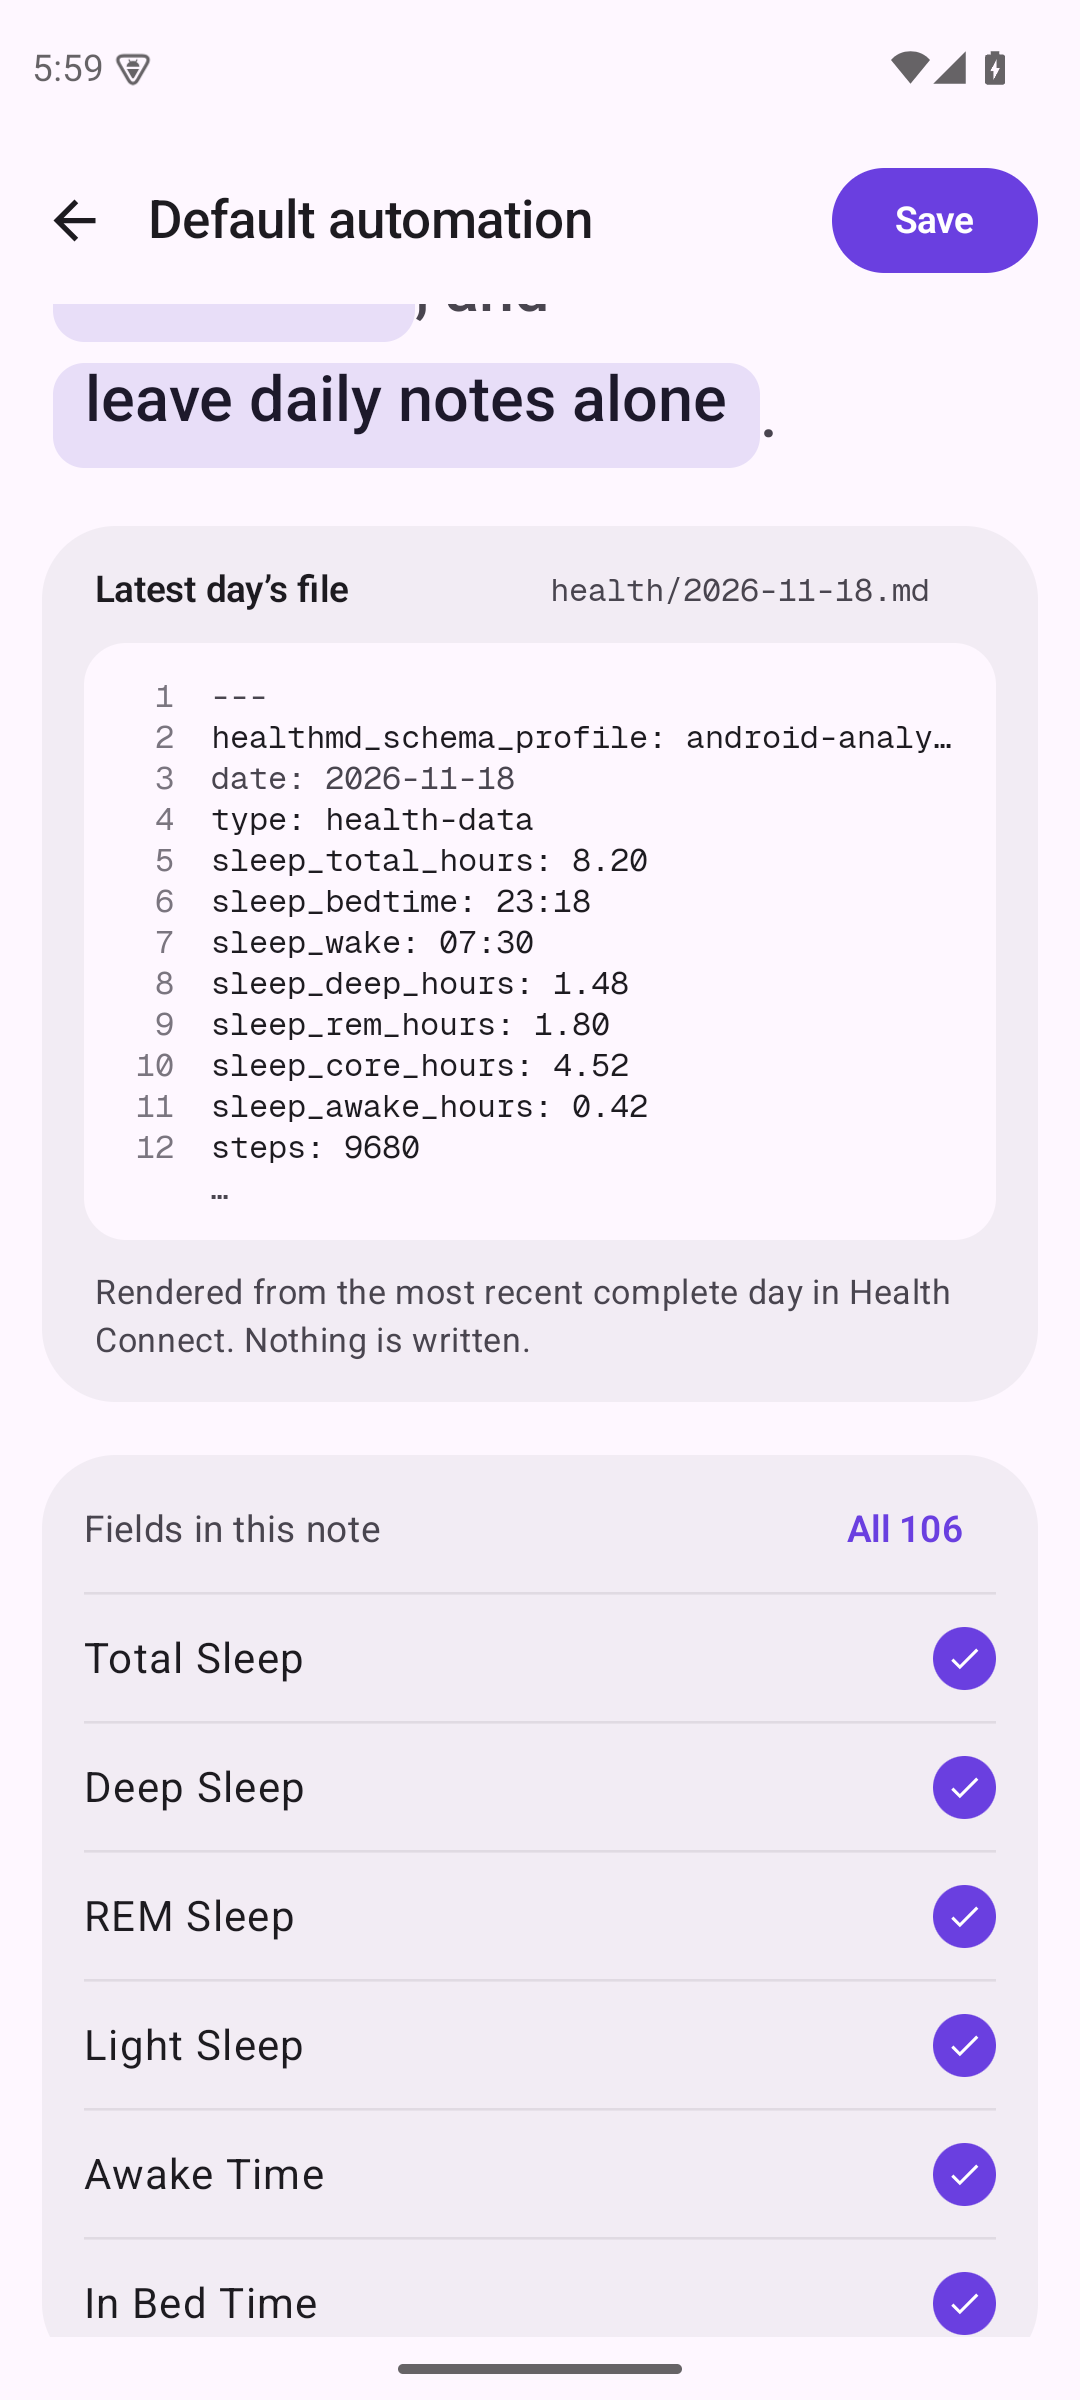 5:59
Default automation
Save
, and
leave daily notes alone.
Latest day’s file
health/2026-11-18.md
1 ---
2 healthmd_schema_profile: android-analy…
3 date: 2026-11-18
4 type: health-data
5 sleep_total_hours: 8.20
6 sleep_bedtime: 23:18
7 sleep_wake: 07:30
8 sleep_deep_hours: 1.48
9 sleep_rem_hours: 1.80
10 sleep_core_hours: 4.52
11 sleep_awake_hours: 0.42
12 steps: 9680
…
Rendered from the most recent complete day in Health
Connect. Nothing is written.
Fields in this note
All 106
Total Sleep
Deep Sleep
REM Sleep
Light Sleep
Awake Time
In Bed Time